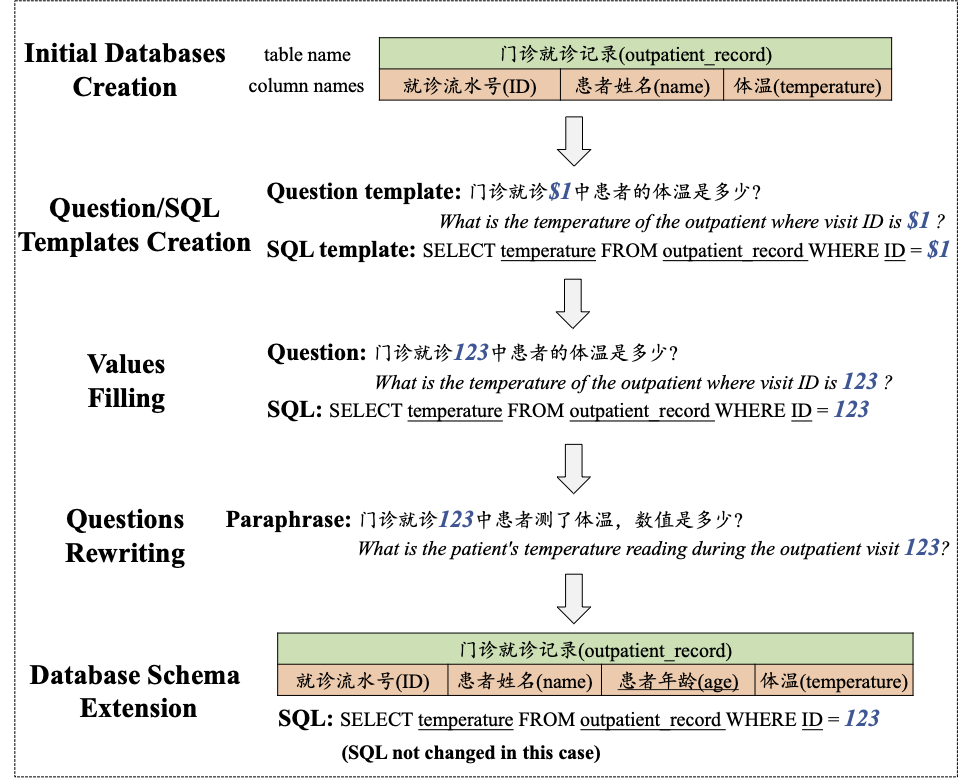 Initial Databases
Creation
table name
门诊就诊记录(outpatient_record)
column names
就诊流水号(ID) 患者姓名(name) 体温(temperature)
Question/SQL
Templates Creation
Question template: 门诊就诊$1中患者的体温是多少?
What is the temperature of the outpatient where visit ID is $1 ?
SQL template: SELECT temperature FROM outpatient_record WHERE ID = $1
Values
Filling
Question: 门诊就诊123中患者的体温是多少?
What is the temperature of the outpatient where visit ID is 123 ?
SQL: SELECT temperature FROM outpatient_record WHERE ID = 123
Questions
Rewriting
Paraphrase: 门诊就诊123中患者测了体温，数值是多少?
What is the patient's temperature reading during the outpatient visit 123?
Database Schema
Extension
门诊就诊记录(outpatient_record)
就诊流水号(ID) 患者姓名(name) 患者年龄(age) 体温(temperature)
SQL: SELECT temperature FROM outpatient_record WHERE ID = 123
(SQL not changed in this case)